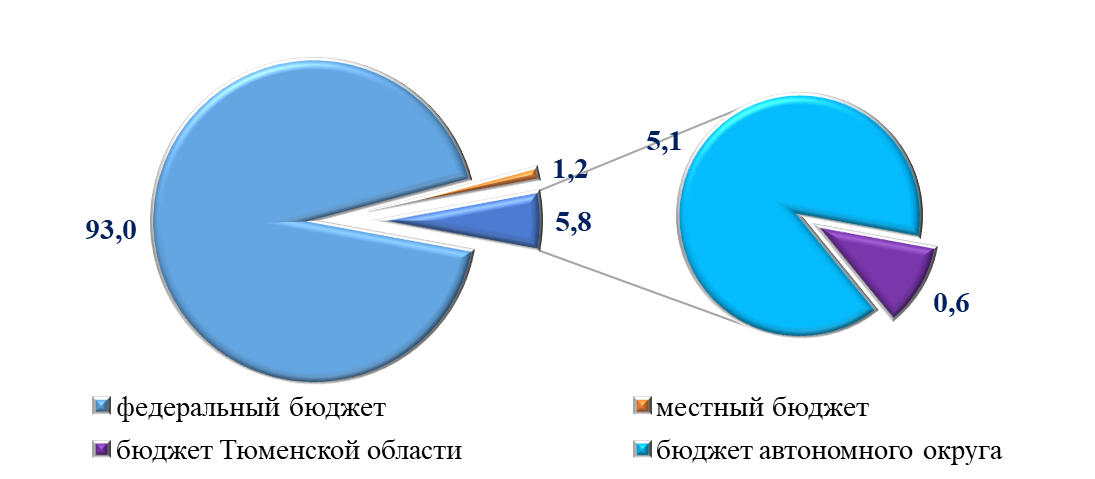 5,1
1,2
93,0
5,8
0,6
федеральный бюджет
местный бюджет
бюджет Тюменской области
бюджет автономного округа